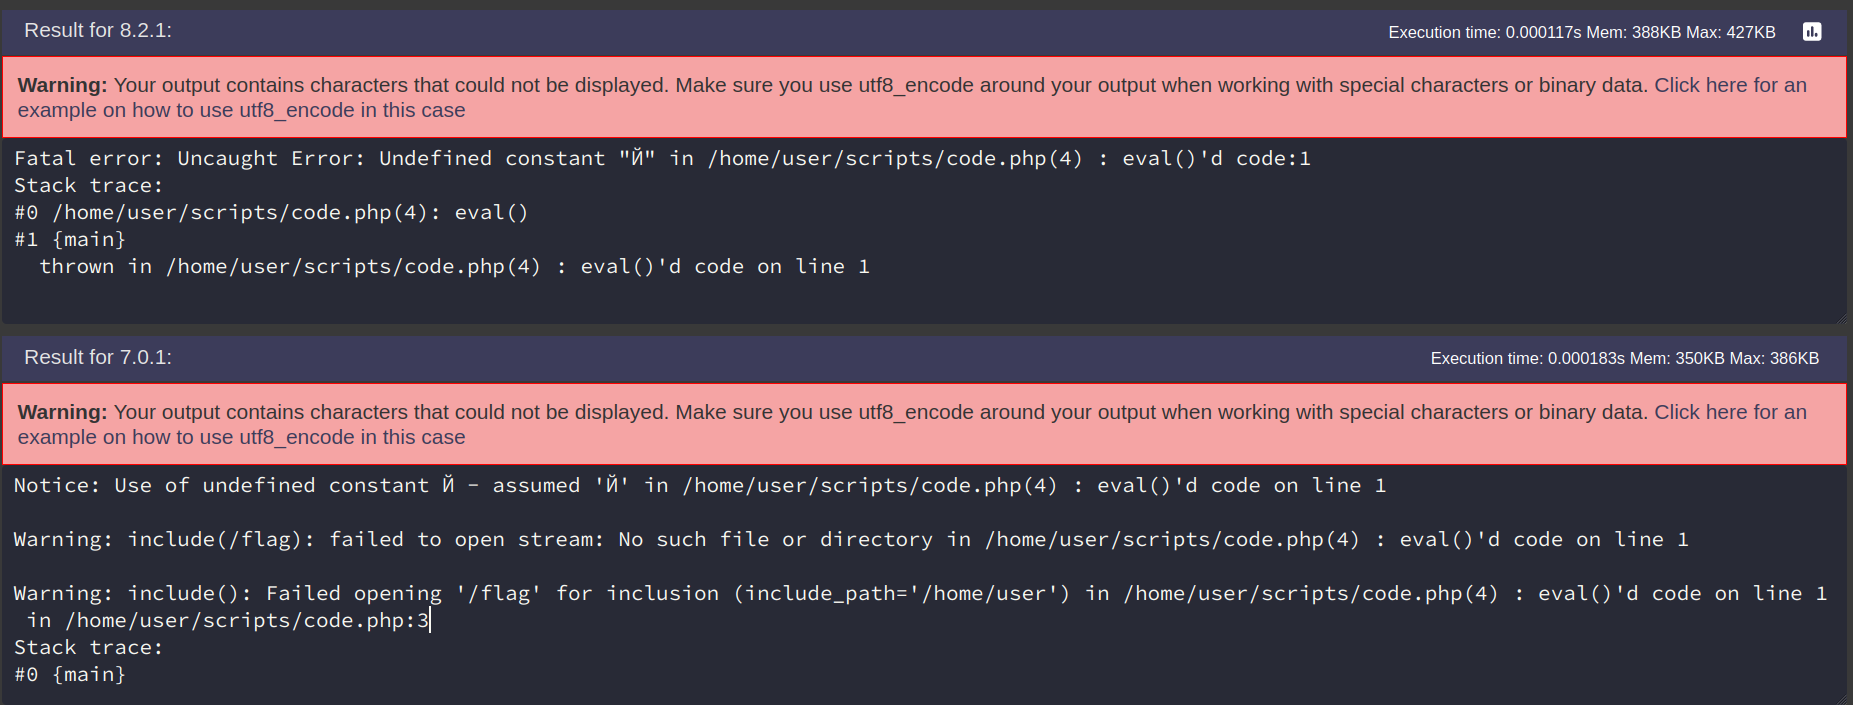 Result for 8.2.1:
Execution time: 0.000117s Mem: 388KB Max: 427KB
Warning: Your output contains characters that could not be displayed. Make sure you use utf8_encode around your output when working with special characters or binary data. Click here for an
example on how to use utf8_encode in this case
Fatal error: Uncaught Error: Undefined constant "Й" in /home/user/scripts/code.php(4) : eval()'d code:1
Stack trace:
#0 /home/user/scripts/code.php(4): eval()
#1 {main}
  thrown in /home/user/scripts/code.php(4) : eval()'d code on line 1
Result for 7.0.1:
Execution time: 0.000183s Mem: 350KB Max: 386KB
Warning: Your output contains characters that could not be displayed. Make sure you use utf8_encode around your output when working with special characters or binary data. Click here for an
example on how to use utf8_encode in this case
Notice: Use of undefined constant Й - assumed 'Й' in /home/user/scripts/code.php(4) : eval()'d code on line 1
Warning: include(/flag): failed to open stream: No such file or directory in /home/user/scripts/code.php(4) : eval()'d code on line 1
Warning: include(): Failed opening '/flag' for inclusion (include_path='/home/user') in /home/user/scripts/code.php(4) : eval()'d code on line 1
 in /home/user/scripts/code.php:3
Stack trace:
#0 {main}